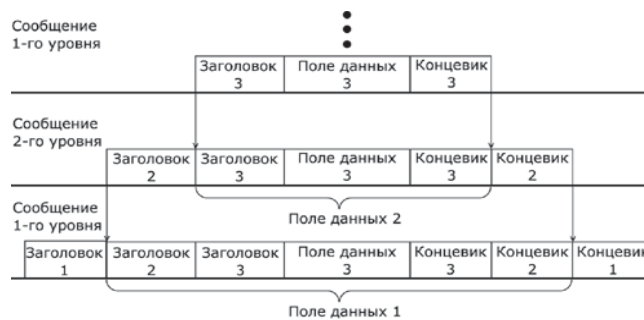 Сообщение
1-го уровня
Заголовок Поле данных Концевик
3 3 3
Сообщение
2-го уровня
Заголовок Заголовок Поле данных Концевик Концевик
2 3 3 3 2
Поле данных 2
Сообщение
1-го уровня
Заголовок Заголовок Заголовок Поле данных Концевик Концевик Концевик
1 2 3 3 3 2 1
Поле данных 1